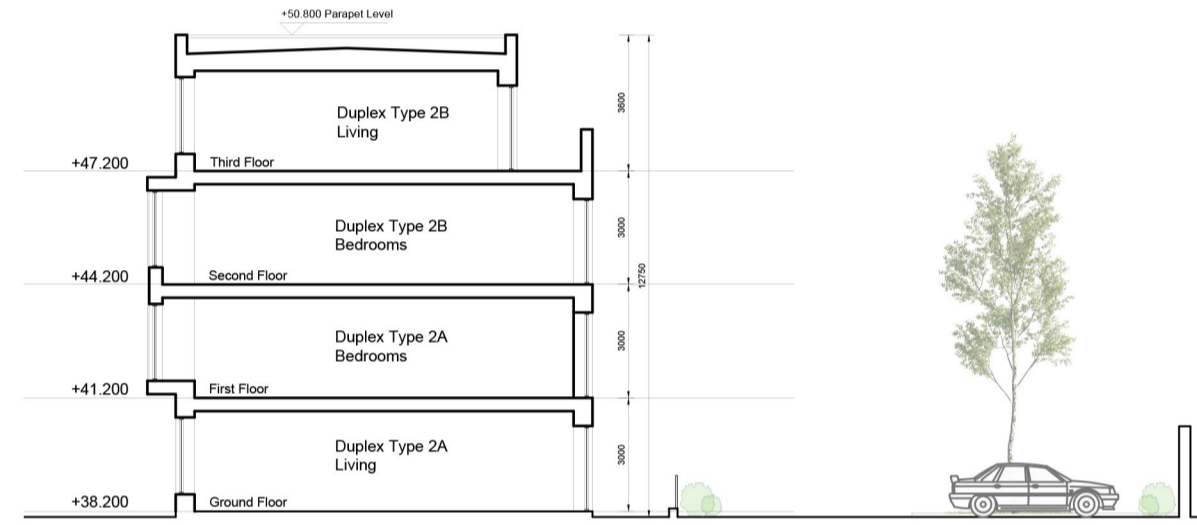 +50.800 Parapet Level
Duplex Type 2B
Living
3600
+47.200
Third Floor
Duplex Type 2B
Bedrooms
3000
+44.200
Second Floor
12750
Duplex Type 2A
Bedrooms
3000
+41.200
First Floor
Duplex Type 2A
Living
3000
+38.200
Ground Floor